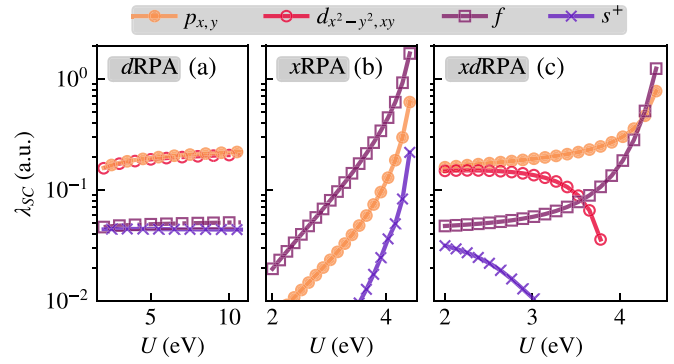 p_{x,y} d_{x²−y²,xy} f s⁺
dRPA (a) xRPA (b) xdRPA (c)
10⁰
λ_{SC} (a.u.)
10⁻¹
10⁻²
5 10 2 4 2 3 4
U (eV) U (eV) U (eV)